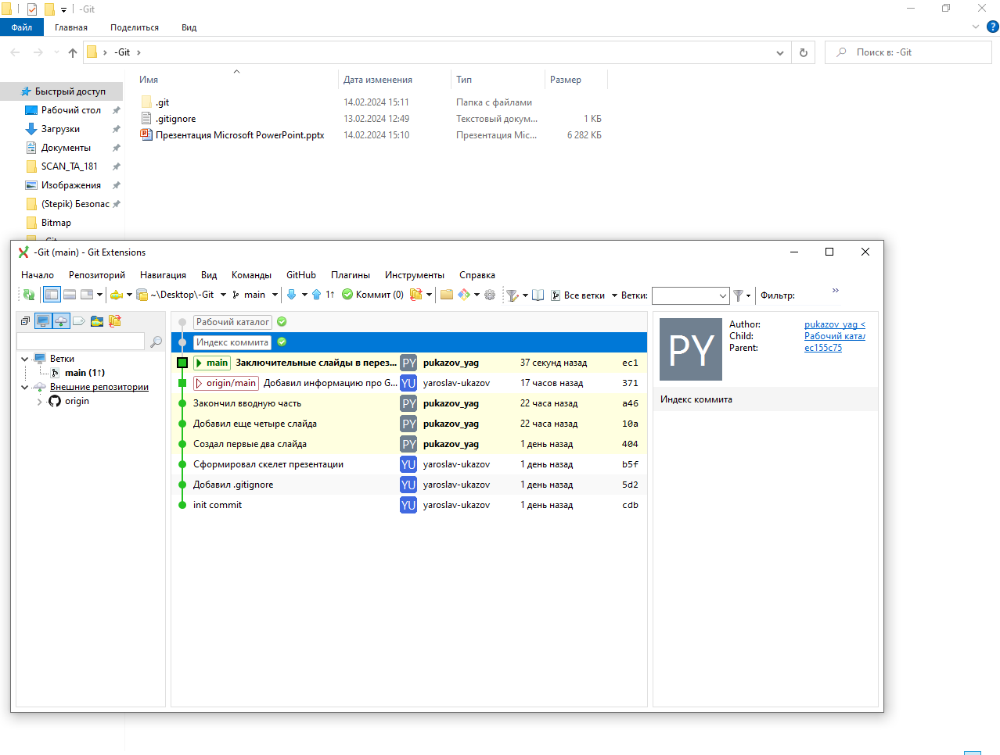 -Git
Файл Главная Поделиться Вид
-Git
Поиск в: -Git
Имя Дата изменения Тип Размер
.git 14.02.2024 15:11 Папка с файлами
.gitignore 13.02.2024 12:49 Текстовый докум... 1 КБ
Презентация Microsoft PowerPoint.pptx 14.02.2024 15:10 Презентация Mic... 6 282 КБ
Быстрый доступ
Рабочий стол
Загрузки
Документы
SCAN_TA_181
Изображения
(Stepik) Безопас
Bitmap
-Git (main) - Git Extensions
Начало Репозиторий Навигация Вид Команды GitHub Плагины Инструменты Справка
~\Desktop\-Git main 1↑ Коммит (0) Все ветки Ветки: Фильтр: »
Ветки
main (1↑)
Внешние репозитории
origin
Рабочий каталог
Индекс коммита
main Заключительные слайды в перез... PY pukazov_yag 37 секунд назад ec1
origin/main Добавил информацию про G... YU yaroslav-ukazov 17 часов назад 371
Закончил вводную часть PY pukazov_yag 22 часа назад a46
Добавил еще четыре слайда PY pukazov_yag 22 часа назад 10a
Создал первые два слайда PY pukazov_yag 1 день назад 404
Сформировал скелет презентации YU yaroslav-ukazov 1 день назад b5f
Добавил .gitignore YU yaroslav-ukazov 1 день назад 5d2
init commit YU yaroslav-ukazov 1 день назад cdb
PY
Author: pukazov_yag <
Child: Рабочий катал
Parent: ec155c75
Индекс коммита